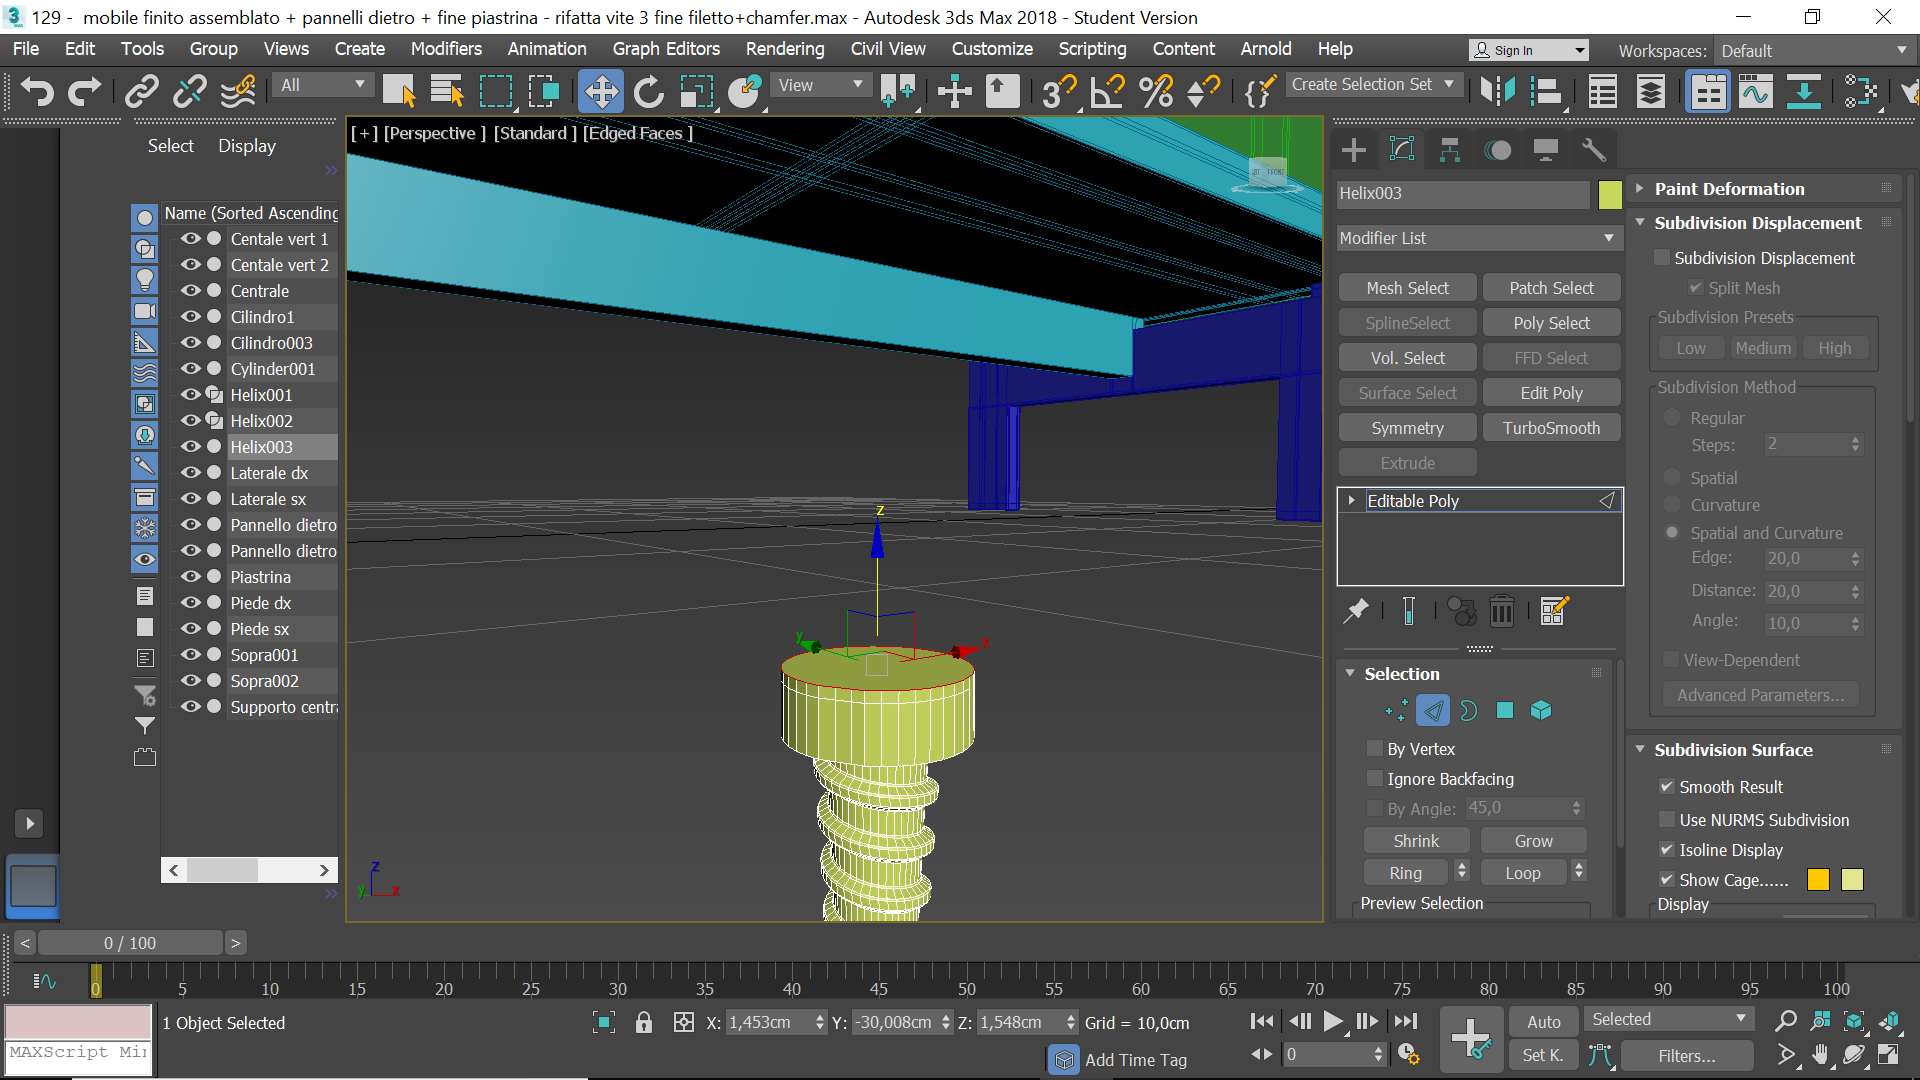 129 - mobile finito assemblato + pannelli dietro + fine piastrina - rifatta vite 3 fine filetto+chamfer.max - Autodesk 3ds Max 2018 - Student Version
File Edit Tools Group Views Create Modifiers Animation Graph Editors Rendering Civil View Customize Scripting Content Arnold Help
Sign In
Workspaces: Default
All
View
3
Create Selection Set
Select Display
[ + ] [Perspective ] [Standard ] [Edged Faces ]
FRONT
Name (Sorted Ascending
Centale vert 1
Centale vert 2
Centrale
Cilindro1
Cilindro003
Cylinder001
Helix001
Helix002
Helix003
Laterale dx
Laterale sx
Pannello dietro
Pannello dietro
Piastrina
Piede dx
Piede sx
Sopra001
Sopra002
Supporto centr
z
y
x
z
y
x
Helix003
Modifier List
Mesh Select Patch Select
SplineSelect Poly Select
Vol. Select FFD Select
Surface Select Edit Poly
Symmetry TurboSmooth
Extrude
Editable Poly
Selection
By Vertex
Ignore Backfacing
By Angle: 45,0
Shrink Grow
Ring Loop
Preview Selection
Paint Deformation
Subdivision Displacement
Subdivision Displacement
Split Mesh
Subdivision Presets
Low Medium High
Subdivision Method
Regular
Steps: 2
Spatial
Curvature
Spatial and Curvature
Edge: 20,0
Distance: 20,0
Angle: 10,0
View-Dependent
Advanced Parameters...
Subdivision Surface
Smooth Result
Use NURMS Subdivision
Isoline Display
Show Cage......
Display
< 0 / 100 >
0 5 10 15 20 25 30 35 40 45 50 55 60 65 70 75 80 85 90 95 100
1 Object Selected
X: 1,453cm Y: -30,008cm Z: 1,548cm Grid = 10,0cm
Auto Selected
MAXScript Mi
Add Time Tag
0
Set K. Filters...